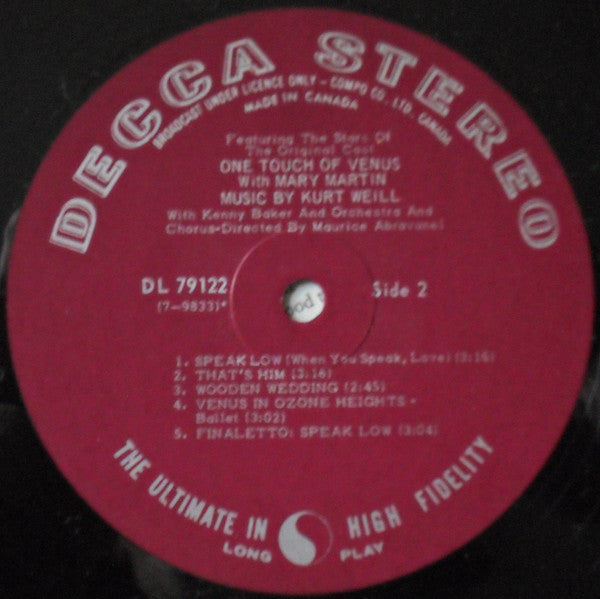 DECCA STEREO
BROADCAST UNDER LICENCE ONLY - COMPO CO., LTD. CANADA
MADE IN CANADA
Featuring The Stars Of
The Original Cast
ONE TOUCH OF VENUS
With MARY MARTIN
MUSIC BY KURT WEILL
With Kenny Baker And Orchestra And
Chorus-Directed By Maurice Abravanel
DL 79122
(7-9833)*
Side 2
1. SPEAK LOW (When You Speak, Love) (3:16)
2. THAT'S HIM (3:16)
3. WOODEN WEDDING (2:45)
4. VENUS IN OZONE HEIGHTS -
Ballet (3:02)
5. FINALETTO: SPEAK LOW (3:04)
THE ULTIMATE IN HIGH FIDELITY
LONG PLAY